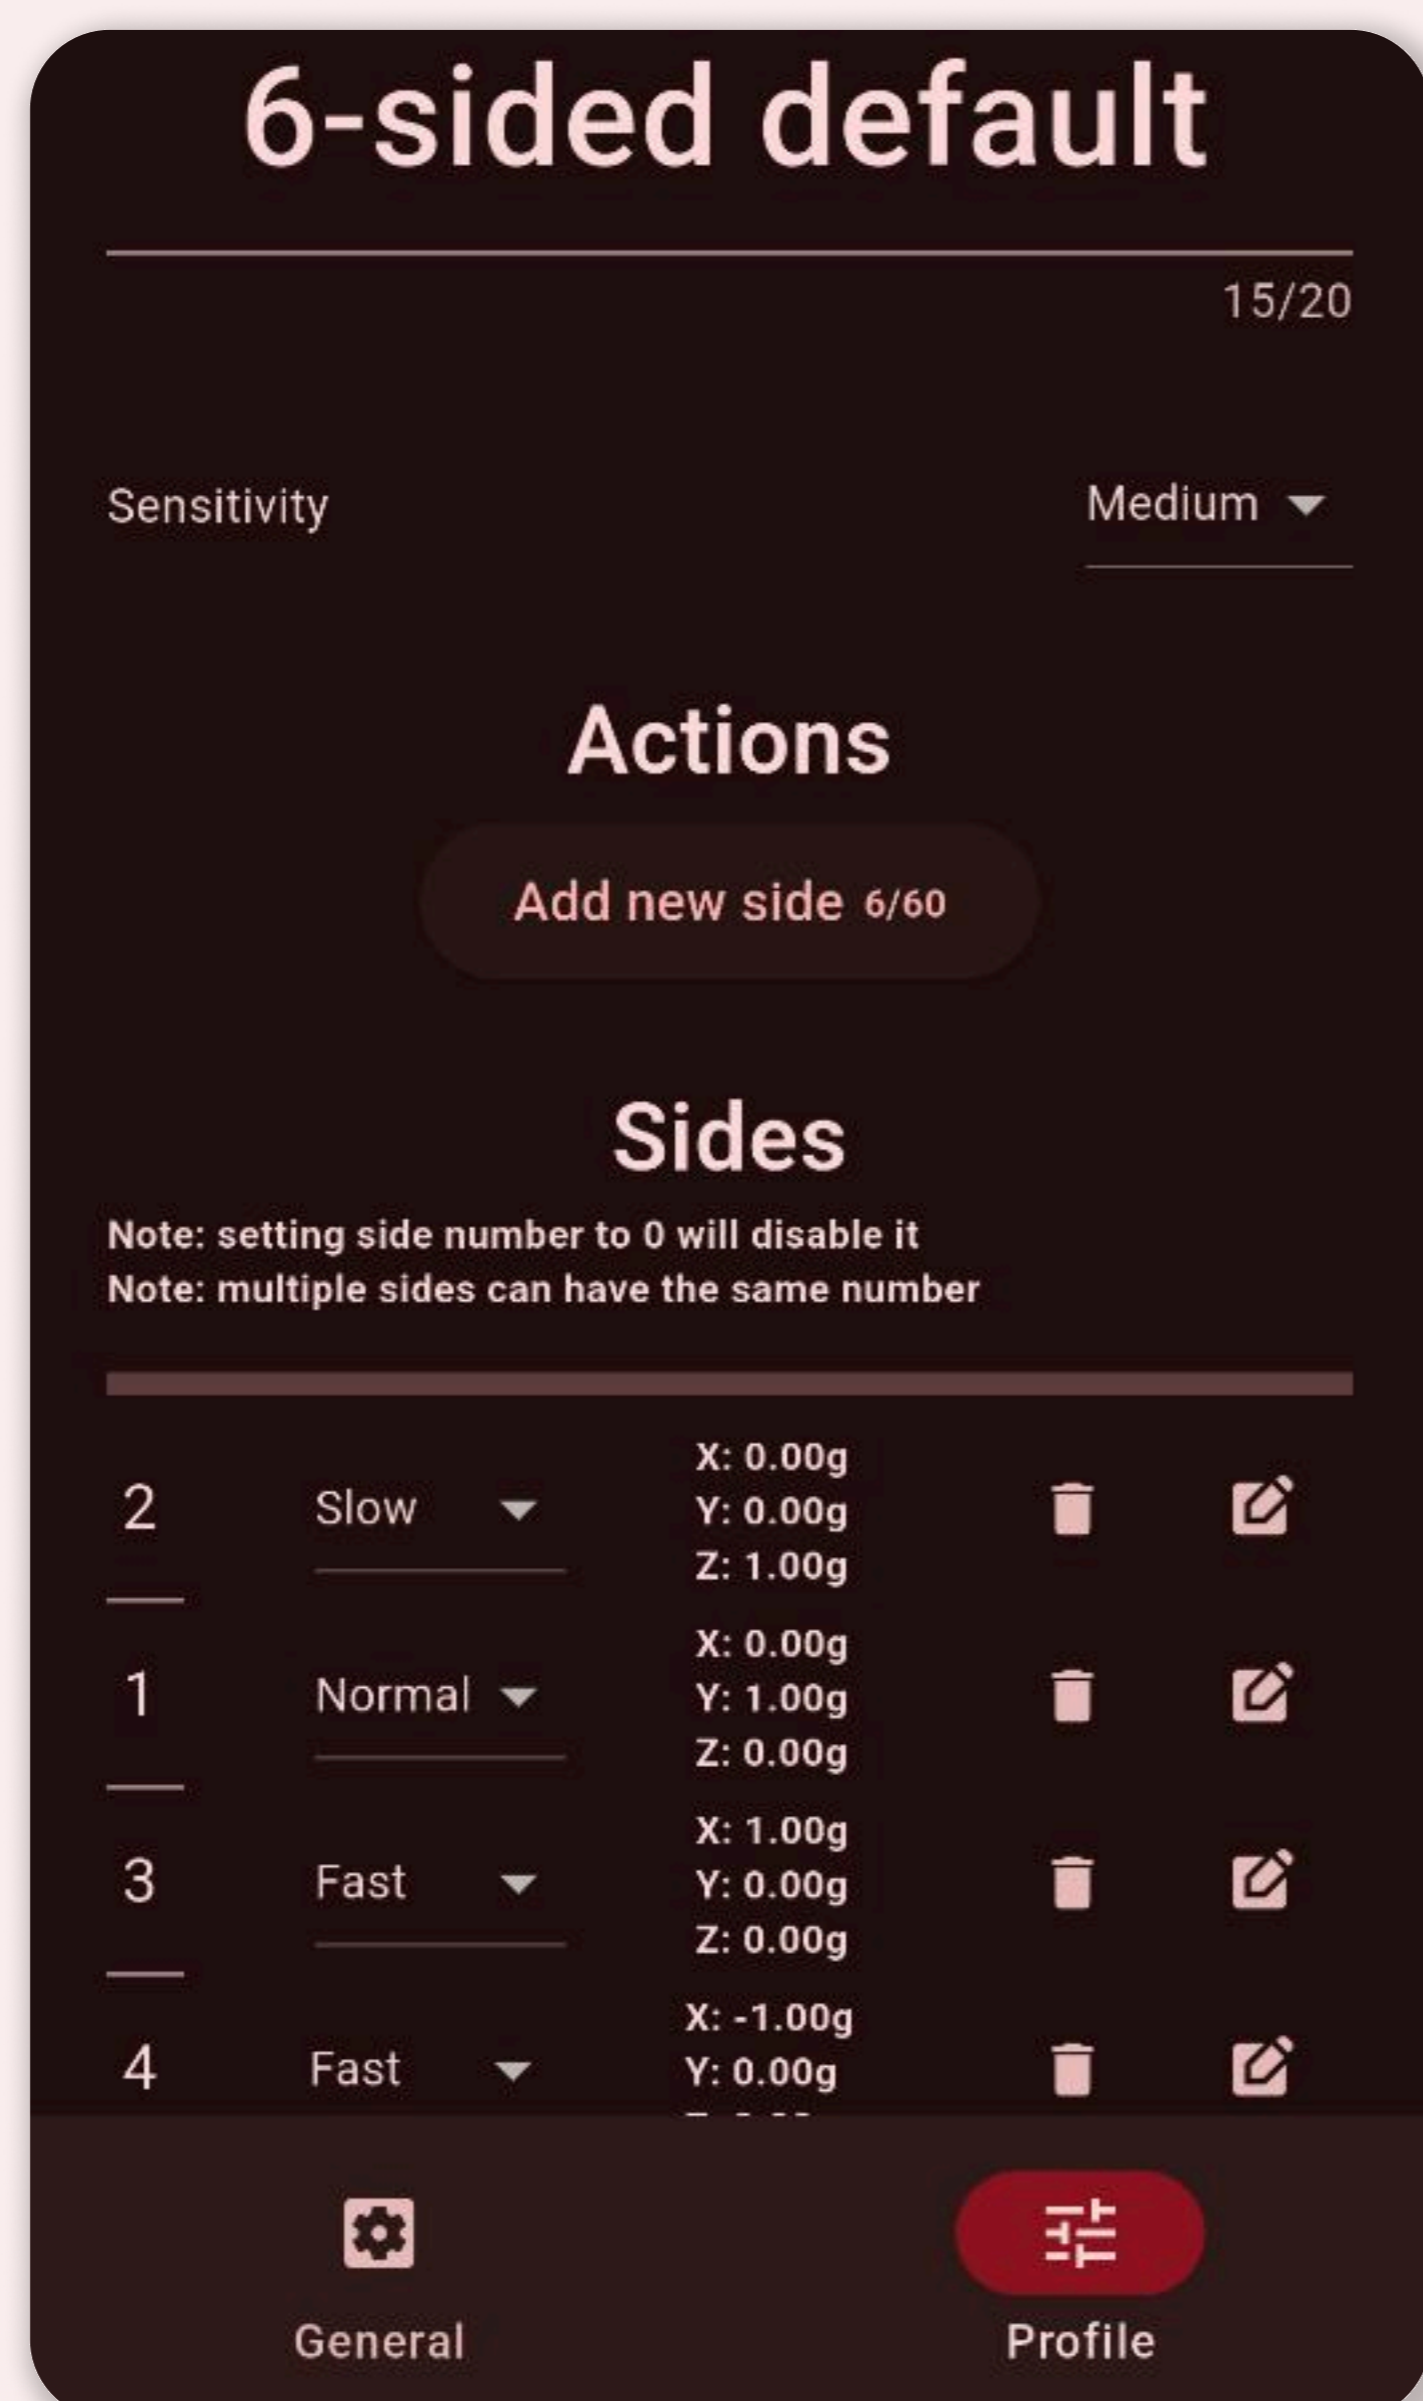 6-sided default
15/20
Sensitivity
Medium
Actions
Add new side 6/60
Sides
Note: setting side number to 0 will disable it
Note: multiple sides can have the same number
2
Slow
X: 0.00g
Y: 0.00g
Z: 1.00g
1
Normal
X: 0.00g
Y: 1.00g
Z: 0.00g
3
Fast
X: 1.00g
Y: 0.00g
Z: 0.00g
4
Fast
X: -1.00g
Y: 0.00g
General
Profile